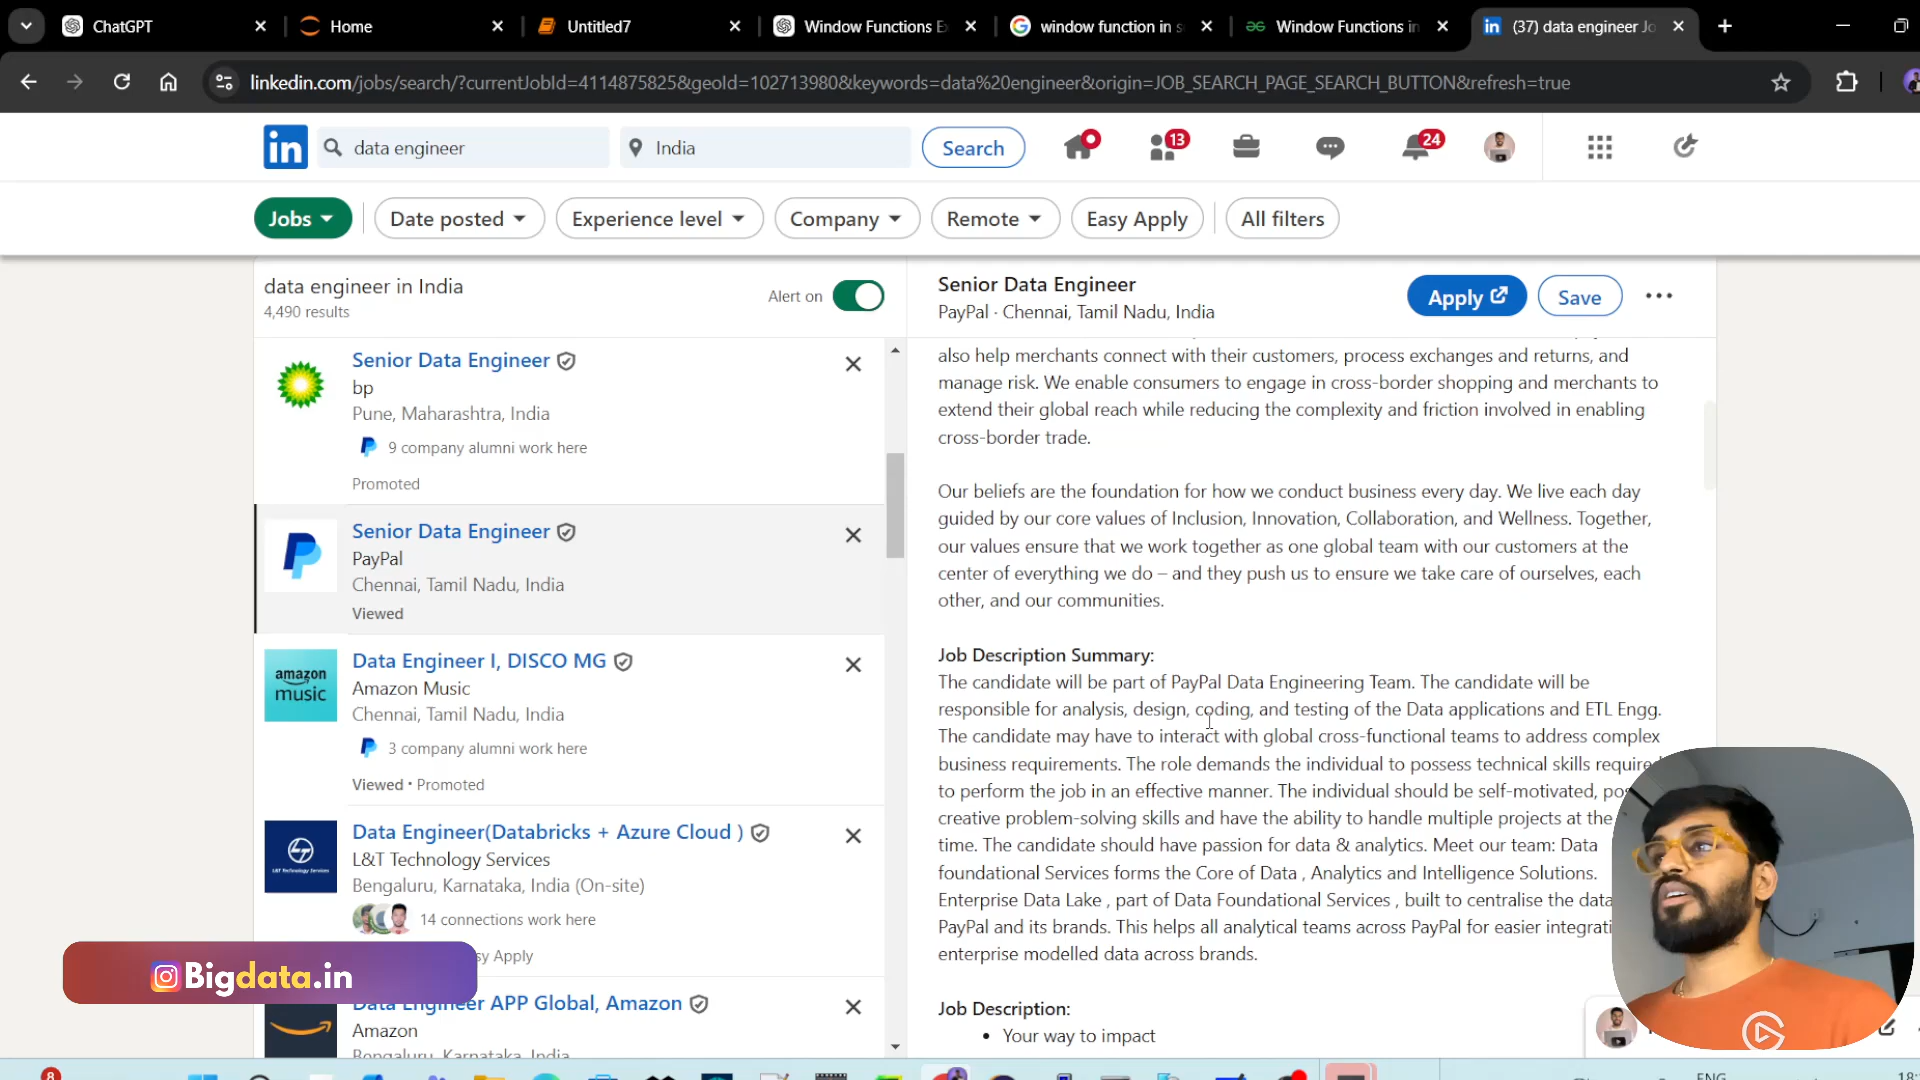 ChatGPT
Home
Untitled7
Window Functions E
window function in s
Window Functions in
(37) data engineer Jo
linkedin.com/jobs/search/?currentJobId=4114875825&geoId=102713980&keywords=data%20engineer&origin=JOB_SEARCH_PAGE_SEARCH_BUTTON&refresh=true
in
data engineer
India
Search
13
24
Jobs
Date posted
Experience level
Company
Remote
Easy Apply
All filters
data engineer in India
4,490 results
Alert on
Senior Data Engineer
bp
Pune, Maharashtra, India
9 company alumni work here
Promoted
Senior Data Engineer
PayPal
Chennai, Tamil Nadu, India
Viewed
amazon
music
Data Engineer I, DISCO MG
Amazon Music
Chennai, Tamil Nadu, India
3 company alumni work here
Viewed · Promoted
L&T Technology Services
Data Engineer(Databricks + Azure Cloud )
L&T Technology Services
Bengaluru, Karnataka, India (On-site)
14 connections work here
sy Apply
Bigdata.in
Data Engineer APP Global, Amazon
Amazon
Bengaluru, Karnataka, India
Senior Data Engineer
PayPal · Chennai, Tamil Nadu, India
Apply
Save
also help merchants connect with their customers, process exchanges and returns, and
manage risk. We enable consumers to engage in cross-border shopping and merchants to
extend their global reach while reducing the complexity and friction involved in enabling
cross-border trade.
Our beliefs are the foundation for how we conduct business every day. We live each day
guided by our core values of Inclusion, Innovation, Collaboration, and Wellness. Together,
our values ensure that we work together as one global team with our customers at the
center of everything we do – and they push us to ensure we take care of ourselves, each
other, and our communities.
Job Description Summary:
The candidate will be part of PayPal Data Engineering Team. The candidate will be
responsible for analysis, design, coding, and testing of the Data applications and ETL Engg.
The candidate may have to interact with global cross-functional teams to address complex
business requirements. The role demands the individual to possess technical skills require
to perform the job in an effective manner. The individual should be self-motivated, pos
creative problem-solving skills and have the ability to handle multiple projects at the
time. The candidate should have passion for data & analytics. Meet our team: Data
foundational Services forms the Core of Data , Analytics and Intelligence Solutions.
Enterprise Data Lake , part of Data Foundational Services , built to centralise the data
PayPal and its brands. This helps all analytical teams across PayPal for easier integrati
enterprise modelled data across brands.
Job Description:
• Your way to impact
8
ENG
18: